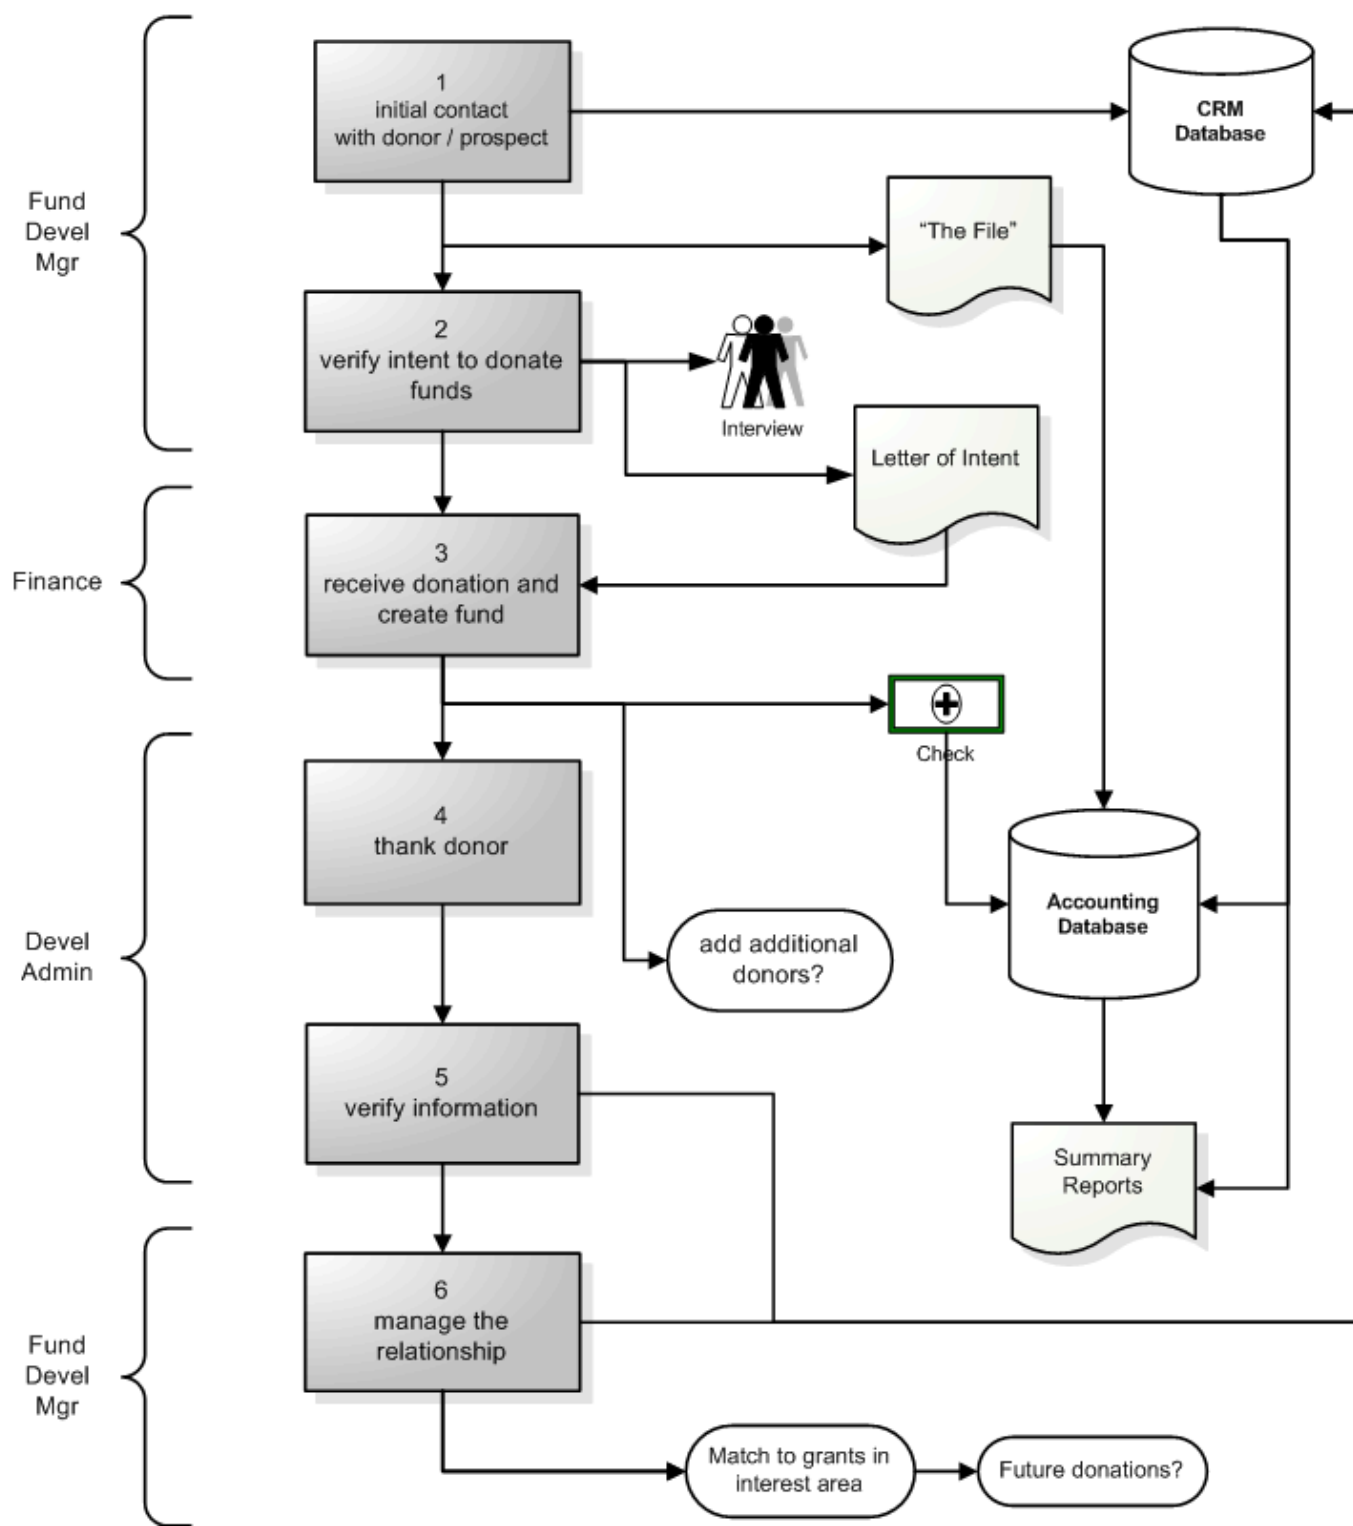 1
initial contact
with donor / prospect
CRM
Database
Fund
Devel
Mgr
“The File”
2
verify intent to donate
funds
Interview
Letter of Intent
Finance
3
receive donation and
create fund
Check
4
thank donor
Accounting
Database
Devel
Admin
add additional
donors?
5
verify information
Summary
Reports
6
manage the
relationship
Fund
Devel
Mgr
Match to grants in
interest area
Future donations?